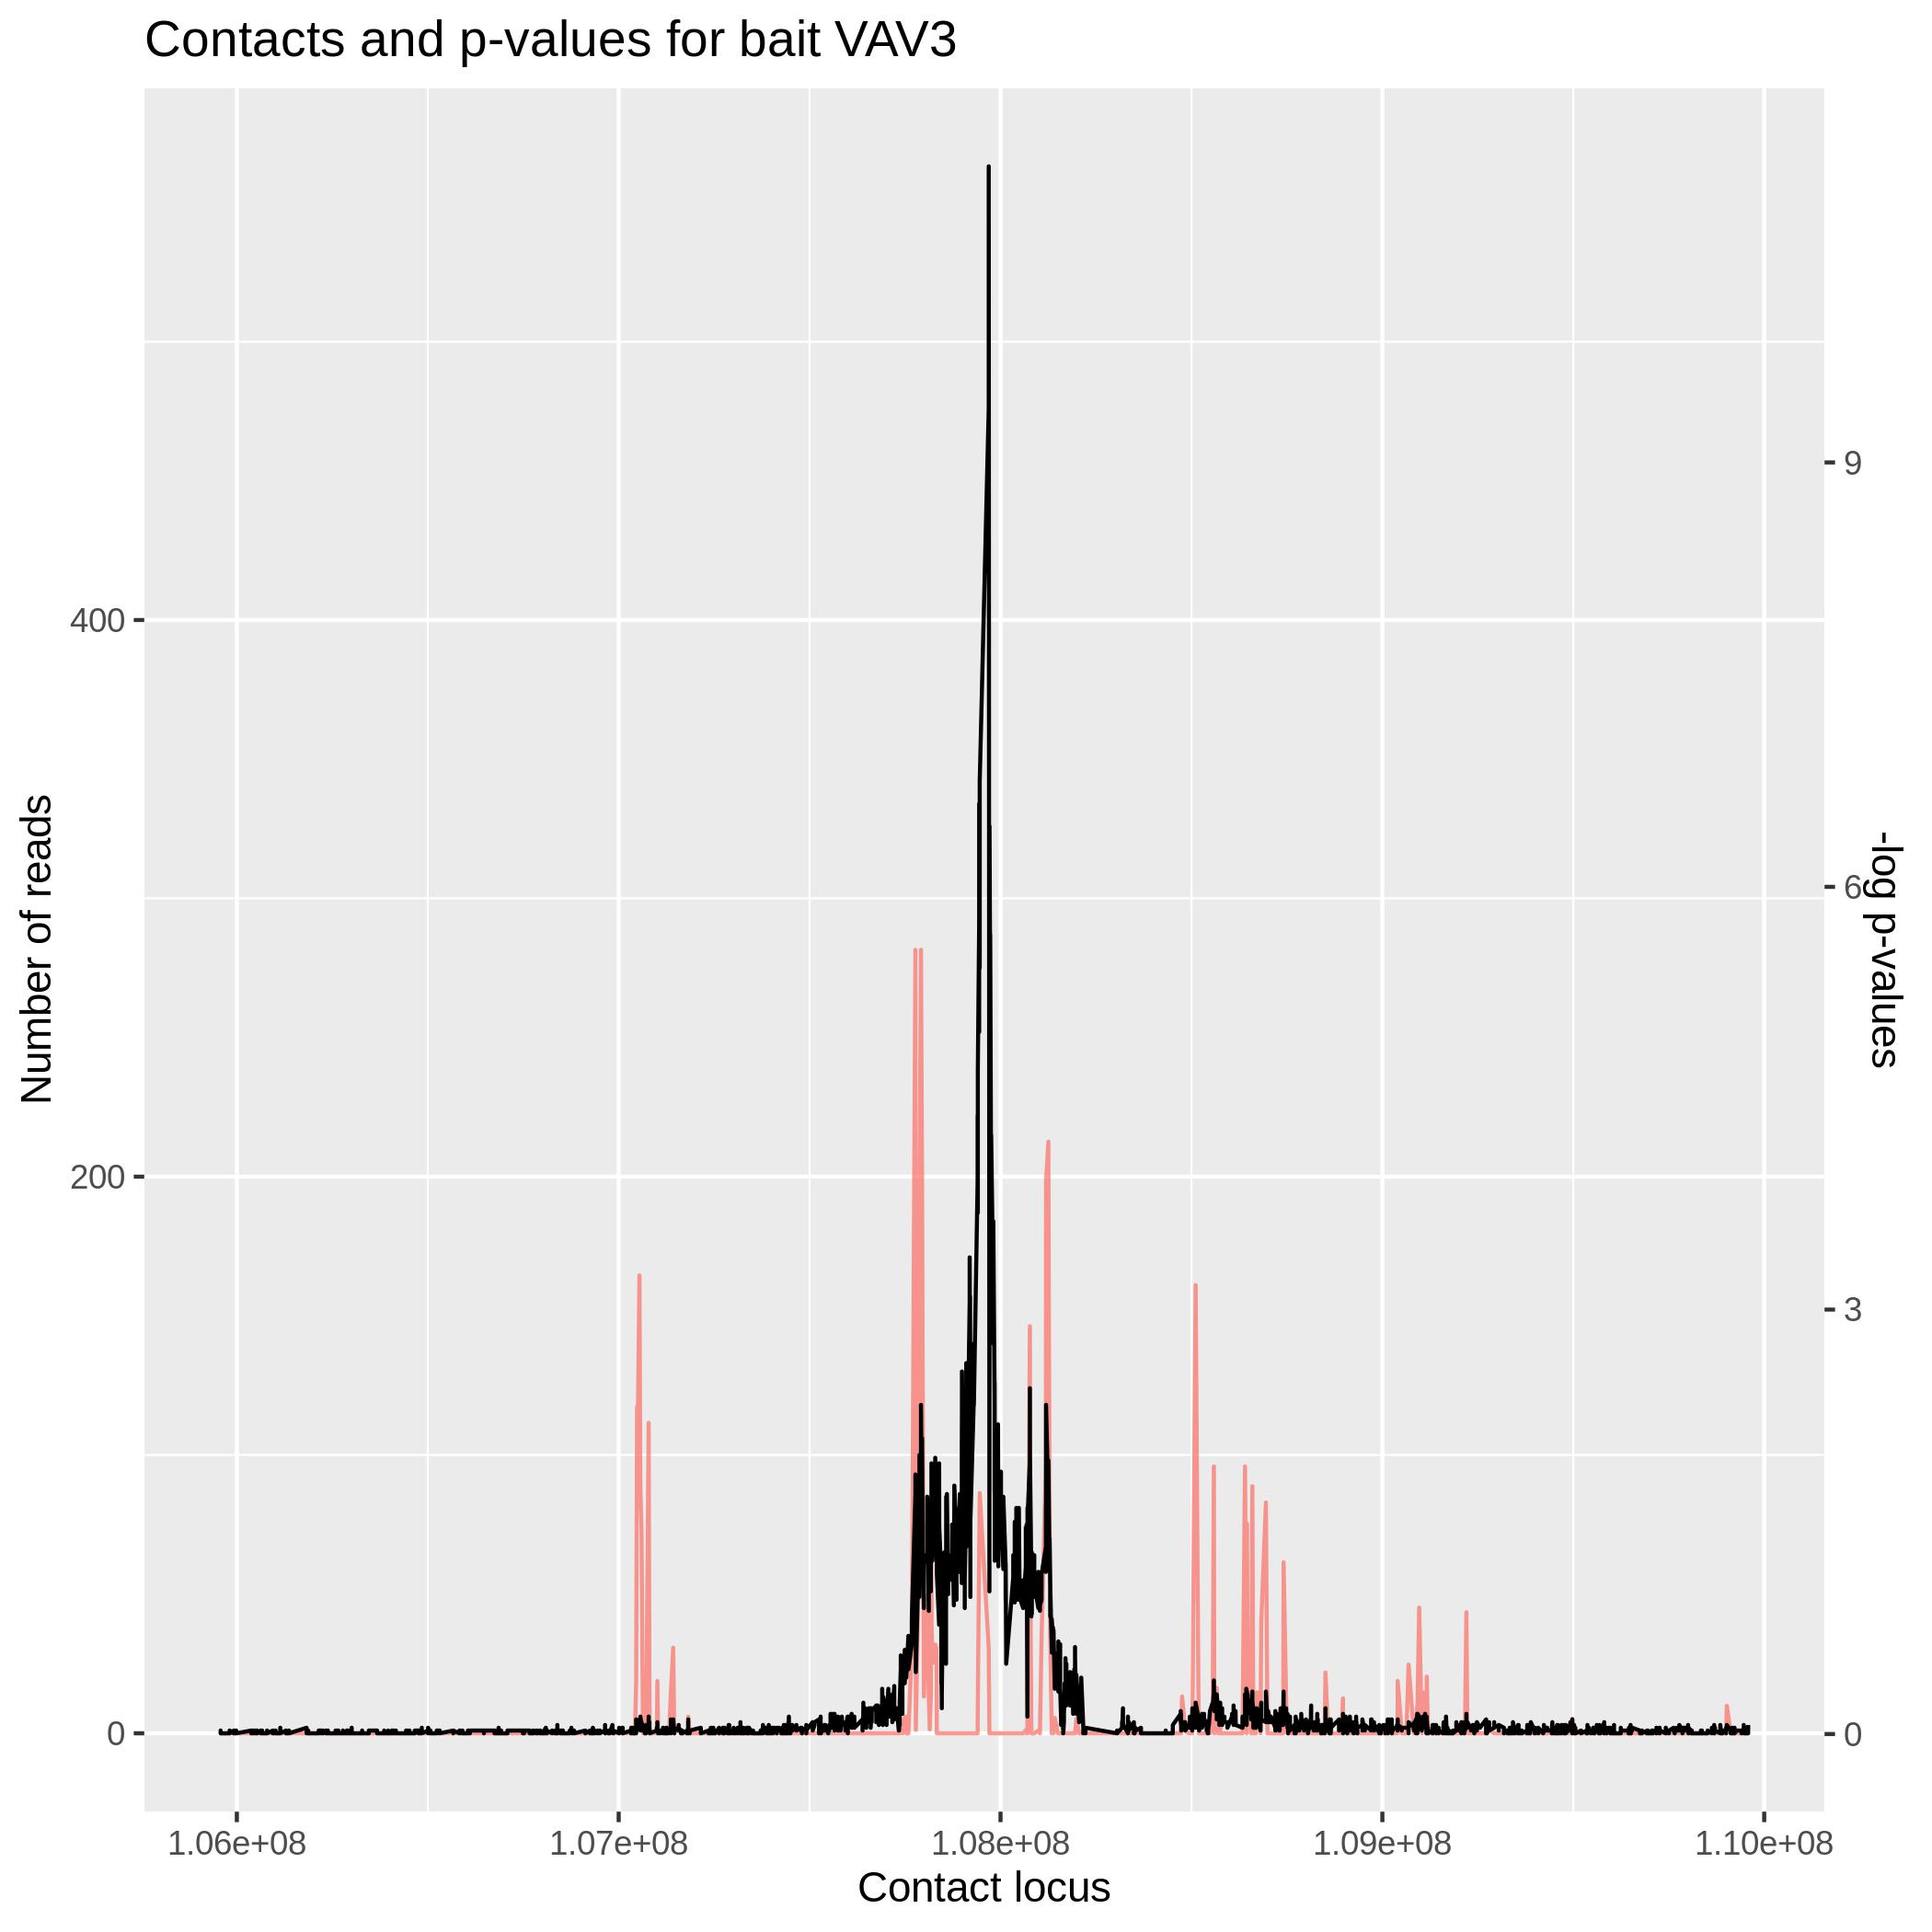 Contacts and p-values for bait VAV3
Number of reads
400
200
0
9
6
3
0
-log p-values
1.06e+08 1.07e+08 1.08e+08 1.09e+08 1.10e+08
Contact locus